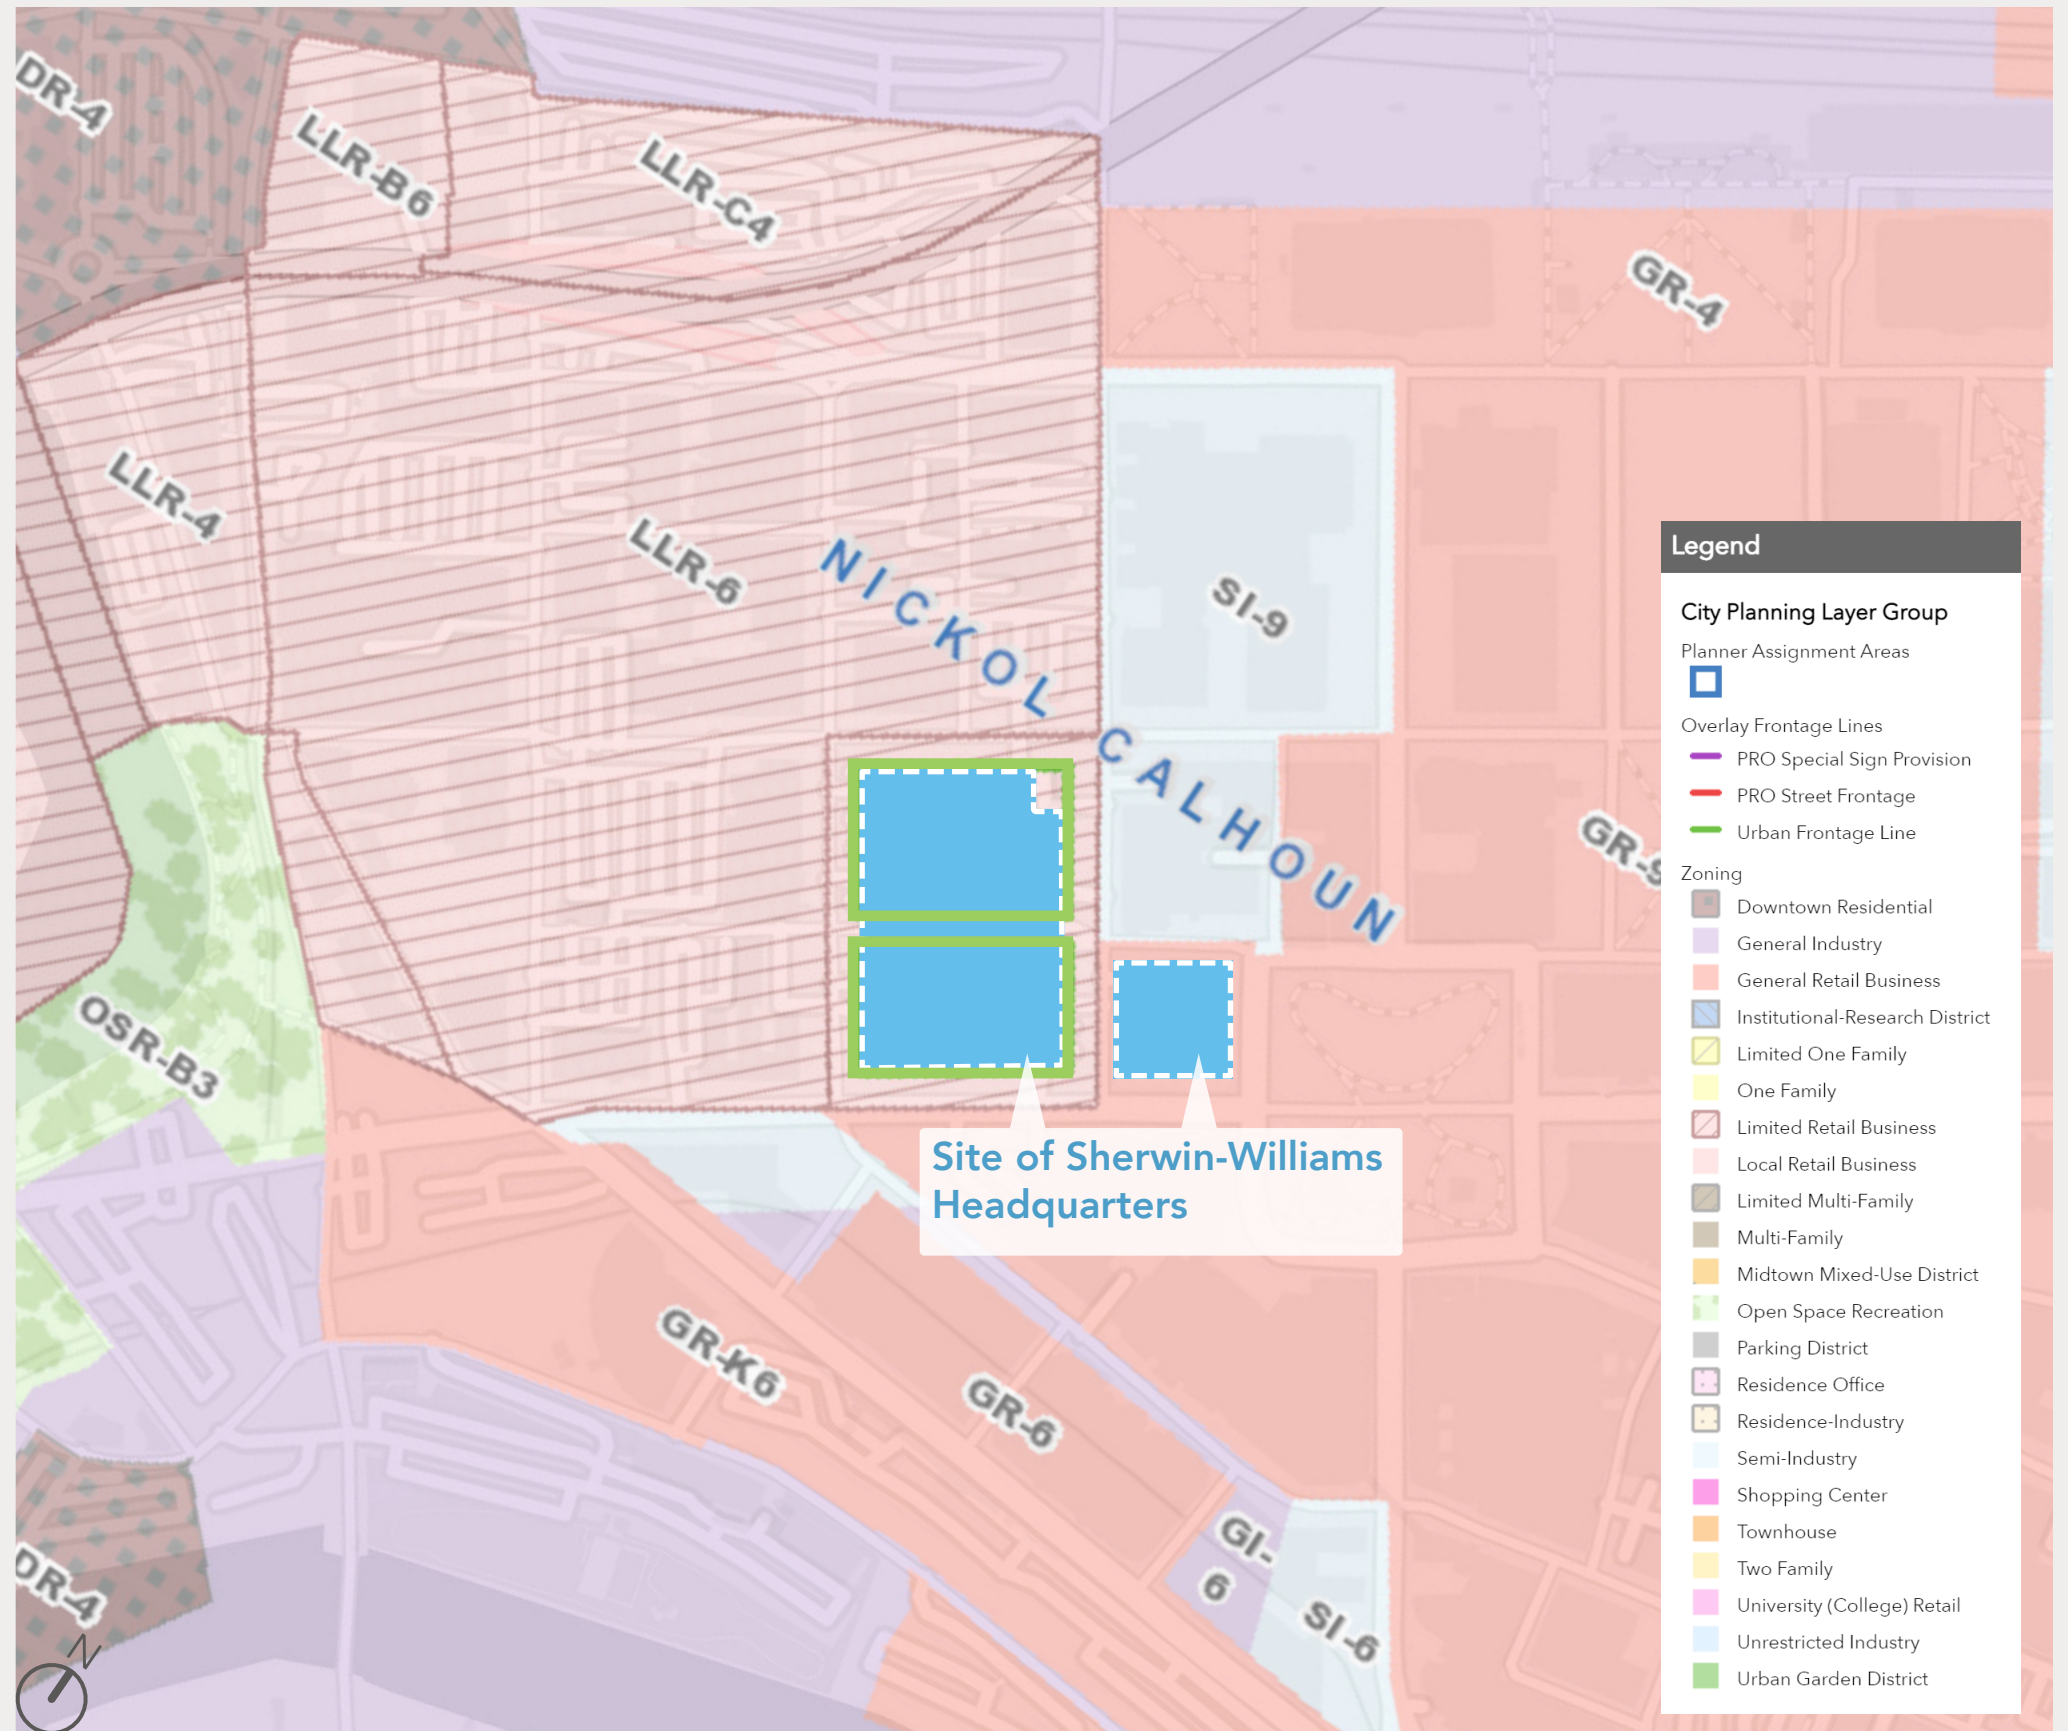 DR-4
LLR-B6
LLR-C4
GR-4
LLR-4
LLR-6
NICKOL
SI-9
CALHOUN
GR-9
OSR-B3
Site of Sherwin-Williams
Headquarters
GR-K6
GR-6
GI-
6
SI-6
DR-4
N
Legend
City Planning Layer Group
Planner Assignment Areas
Overlay Frontage Lines
PRO Special Sign Provision
PRO Street Frontage
Urban Frontage Line
Zoning
Downtown Residential
General Industry
General Retail Business
Institutional-Research District
Limited One Family
One Family
Limited Retail Business
Local Retail Business
Limited Multi-Family
Multi-Family
Midtown Mixed-Use District
Open Space Recreation
Parking District
Residence Office
Residence-Industry
Semi-Industry
Shopping Center
Townhouse
Two Family
University (College) Retail
Unrestricted Industry
Urban Garden District